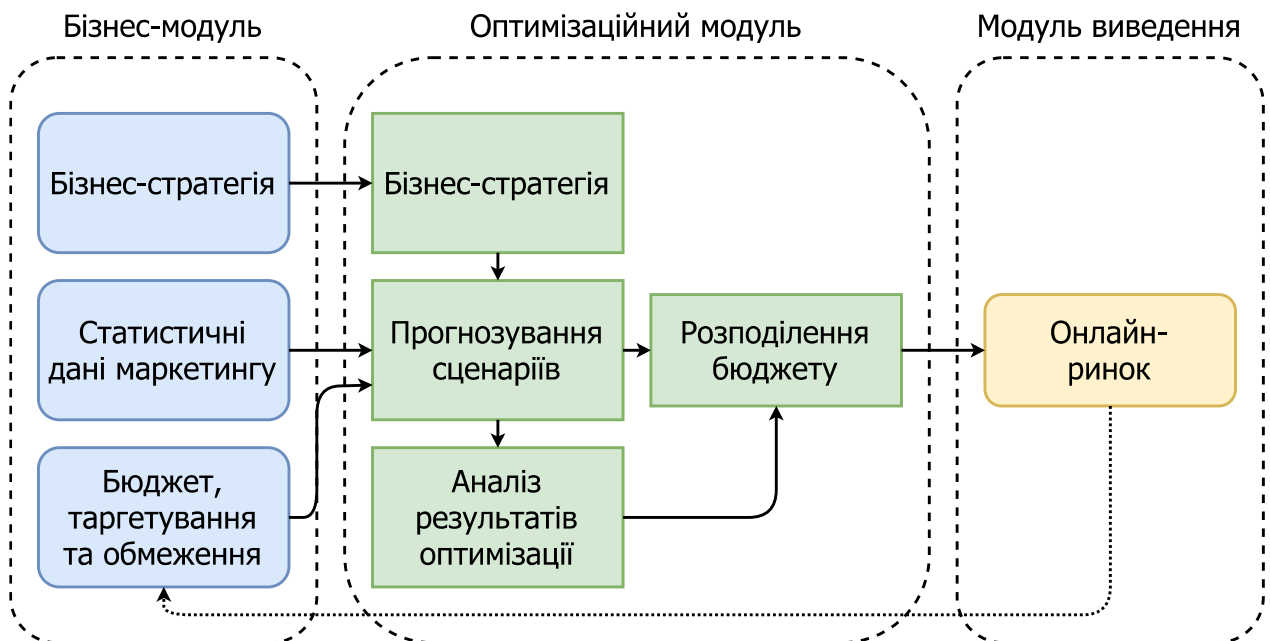 Бізнес-модуль
Оптимізаційний модуль
Модуль виведення
Бізнес-стратегія
Бізнес-стратегія
Статистичні
дані маркетингу
Прогнозування
сценаріїв
Розподілення
бюджету
Онлайн-
ринок
Бюджет,
таргетування
та обмеження
Аналіз
результатів
оптимізації